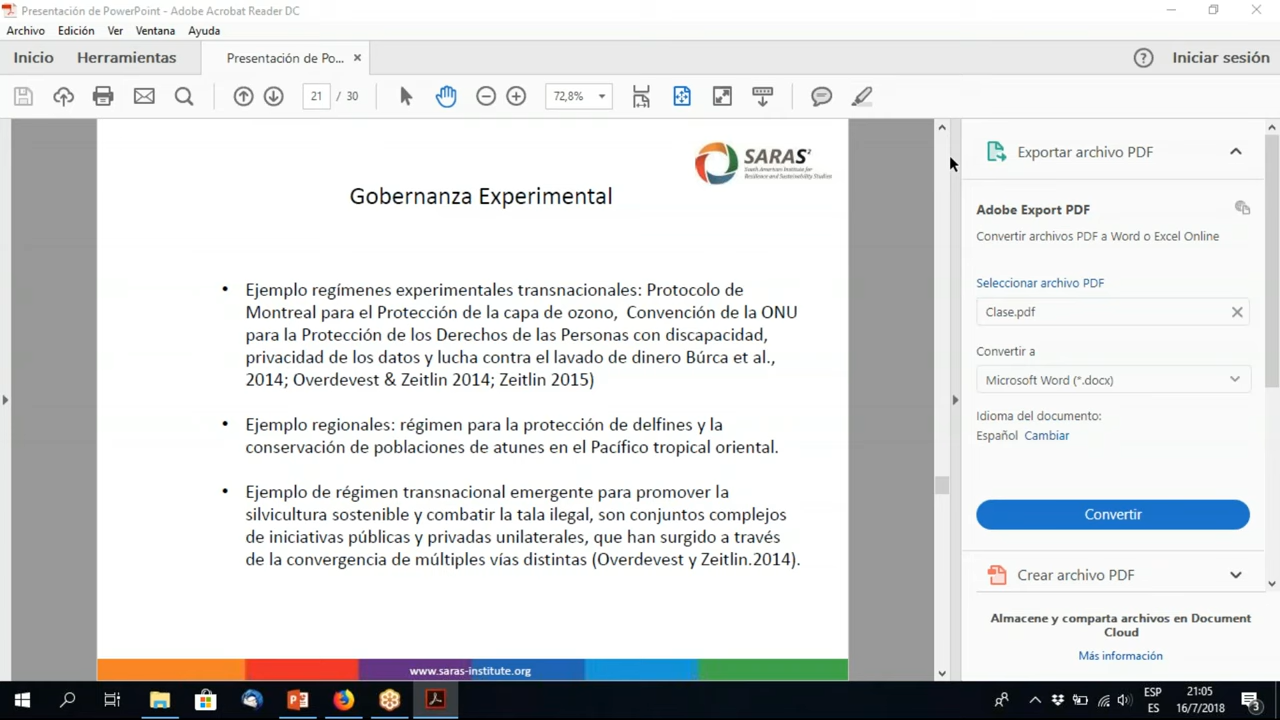 Presentación de PowerPoint - Adobe Acrobat Reader DC
Archivo Edición Ver Ventana Ayuda
Inicio Herramientas Presentación de Po... × Iniciar sesión
21 / 30 72,8%
SARAS²
South American Institute for
Resilience and Sustainability Studies
Gobernanza Experimental
• Ejemplo regímenes experimentales transnacionales: Protocolo de
Montreal para el Protección de la capa de ozono, Convención de la ONU
para la Protección de los Derechos de las Personas con discapacidad,
privacidad de los datos y lucha contra el lavado de dinero Búrca et al.,
2014; Overdevest & Zeitlin 2014; Zeitlin 2015)
• Ejemplo regionales: régimen para la protección de delfines y la
conservación de poblaciones de atunes en el Pacífico tropical oriental.
• Ejemplo de régimen transnacional emergente para promover la
silvicultura sostenible y combatir la tala ilegal, son conjuntos complejos
de iniciativas públicas y privadas unilaterales, que han surgido a través
de la convergencia de múltiples vías distintas (Overdevest y Zeitlin.2014).
www.saras-institute.org
Exportar archivo PDF
Adobe Export PDF
Convertir archivos PDF a Word o Excel Online
Seleccionar archivo PDF
Clase.pdf
Convertir a
Microsoft Word (*.docx)
Idioma del documento:
Español Cambiar
Convertir
Crear archivo PDF
Almacene y comparta archivos en Document
Cloud
Más información
ESP
ES
21:05
16/7/2018
3